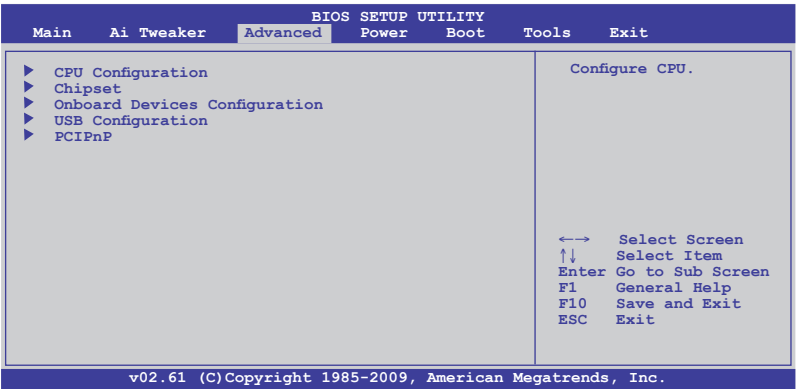 BIOS SETUP UTILITY
Main Ai Tweaker Advanced Power Boot Tools Exit
CPU Configuration
Chipset
Onboard Devices Configuration
USB Configuration
PCIPnP
Configure CPU.
←→ Select Screen
↑↓ Select Item
Enter Go to Sub Screen
F1 General Help
F10 Save and Exit
ESC Exit
v02.61 (C)Copyright 1985-2009, American Megatrends, Inc.